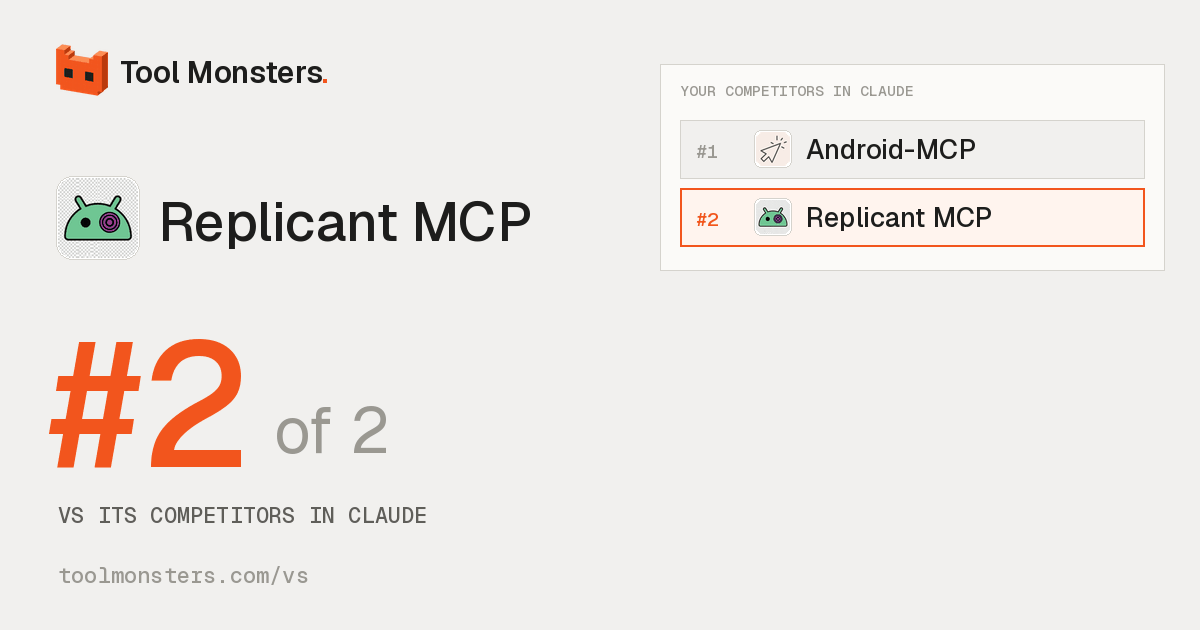 Tool Monsters.
Replicant MCP
#2 of 2
VS ITS COMPETITORS IN CLAUDE
toolmonsters.com/vs
YOUR COMPETITORS IN CLAUDE
#1 Android-MCP
#2 Replicant MCP